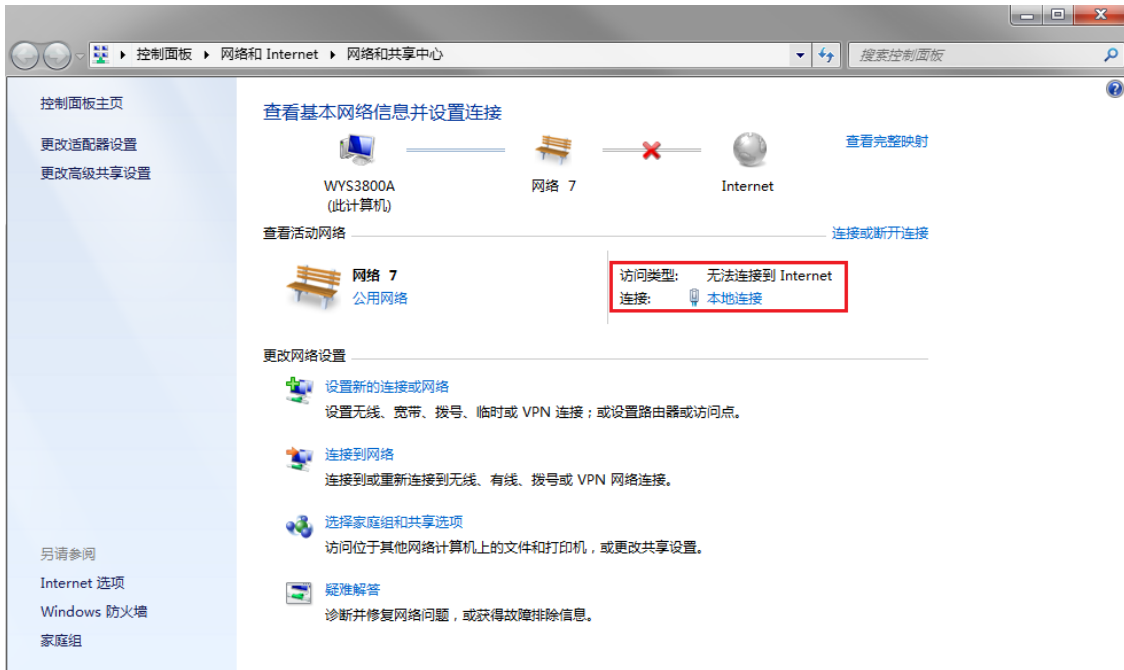 控制面板 网络和 Internet 网络和共享中心 搜索控制面板
控制面板主页
更改适配器设置
更改高级共享设置
另请参阅
Internet 选项
Windows 防火墙
家庭组
查看基本网络信息并设置连接
查看完整映射
WYS3800A
(此计算机)
网络 7
Internet
查看活动网络
连接或断开连接
网络 7
公用网络
访问类型: 无法连接到 Internet
连接: 本地连接
更改网络设置
设置新的连接或网络
设置无线、宽带、拨号、临时或 VPN 连接；或设置路由器或访问点。
连接到网络
连接到或重新连接到无线、有线、拨号或 VPN 网络连接。
选择家庭组和共享选项
访问位于其他网络计算机上的文件和打印机，或更改共享设置。
疑难解答
诊断并修复网络问题，或获得故障排除信息。